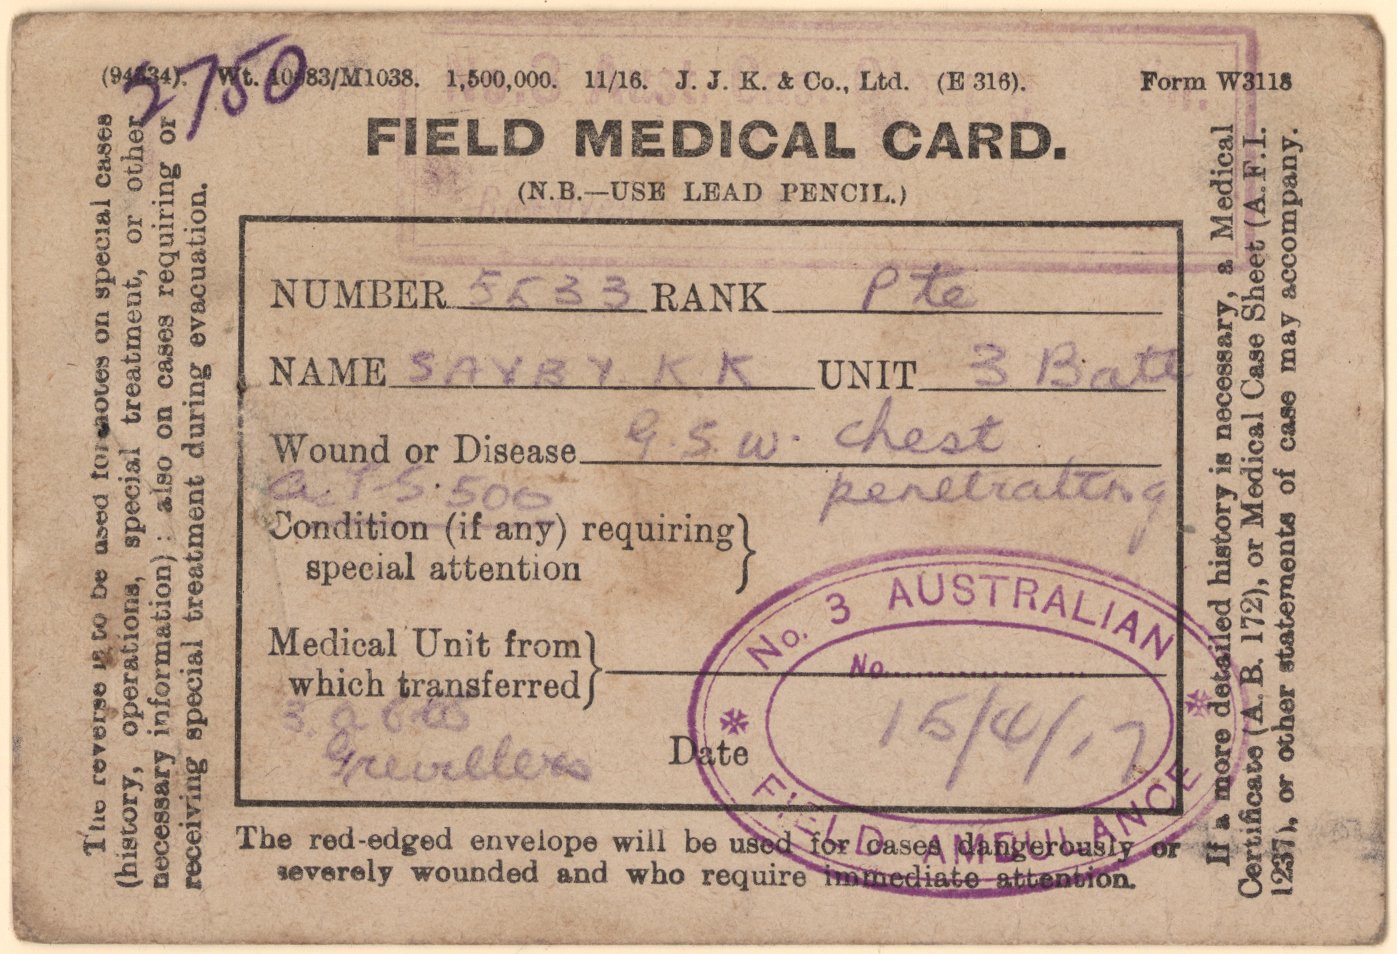 2750
Wt. 10683/M1038. 1,500,000. 11/16. J. J. K. & Co., Ltd. (E 316).
Form W3118
FIELD MEDICAL CARD.
(N.B.—USE LEAD PENCIL.)
The reverse is to be used for notes on special cases
(history, operations, special treatment, or other
necessary information) : also on cases requiring or
receiving special treatment during evacuation.
NUMBER 5533 RANK Pte
NAME SAYBY. K K UNIT 3 Batt
Wound or Disease G.S.W. chest
penetrating
A.T.S. 500
Condition (if any) requiring
special attention
Medical Unit from
which transferred
Grevillers
Date 15/4/17
No. 3 AUSTRALIAN
No.
FIELD AMBULANCE
The red-edged envelope will be used for cases dangerously or
severely wounded and who require immediate attention.
If a more detailed history is necessary, a Medical
Certificate (A.B. 172), or Medical Case Sheet (A.F.I.
1237), or other statements of case may accompany.